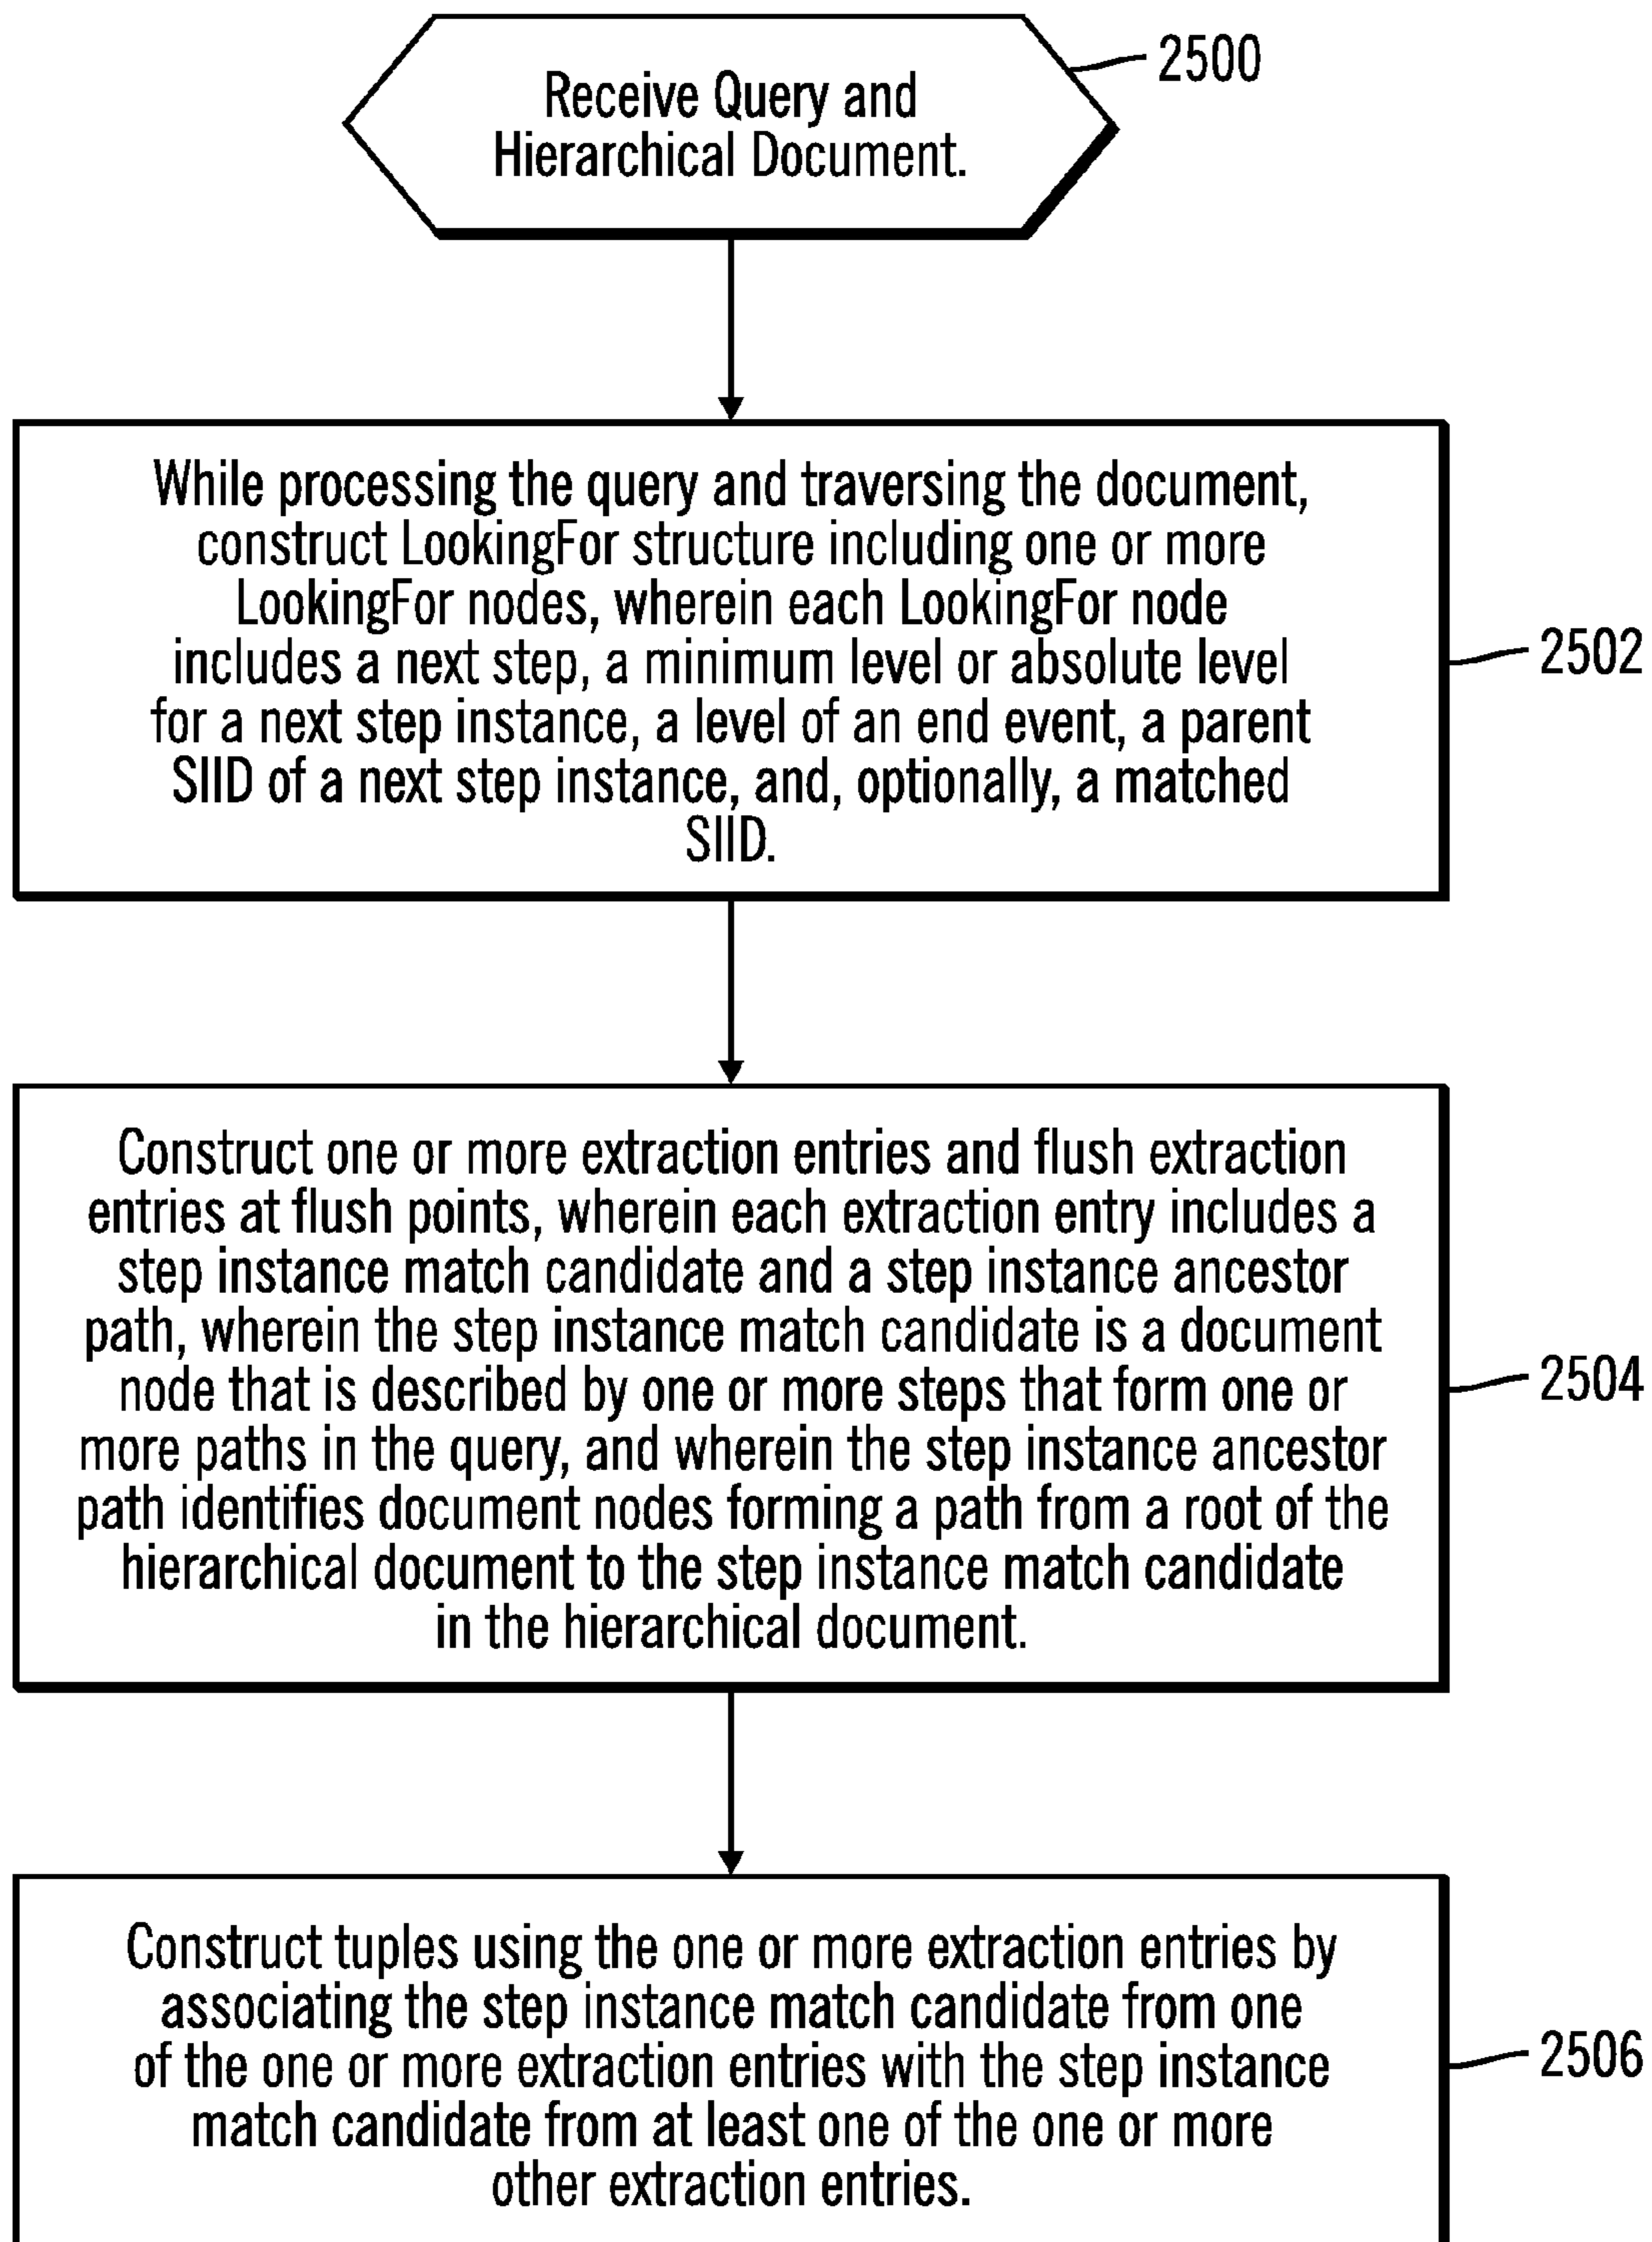 Receive Query and
Hierarchical Document.
2500
While processing the query and traversing the document,
construct LookingFor structure including one or more
LookingFor nodes, wherein each LookingFor node
includes a next step, a minimum level or absolute level
for a next step instance, a level of an end event, a parent
SIID of a next step instance, and, optionally, a matched
SIID.
2502
Construct one or more extraction entries and flush extraction
entries at flush points, wherein each extraction entry includes a
step instance match candidate and a step instance ancestor
path, wherein the step instance match candidate is a document
node that is described by one or more steps that form one or
more paths in the query, and wherein the step instance ancestor
path identifies document nodes forming a path from a root of the
hierarchical document to the step instance match candidate
in the hierarchical document.
2504
Construct tuples using the one or more extraction entries by
associating the step instance match candidate from one
of the one or more extraction entries with the step instance
match candidate from at least one of the one or more
other extraction entries.
2506